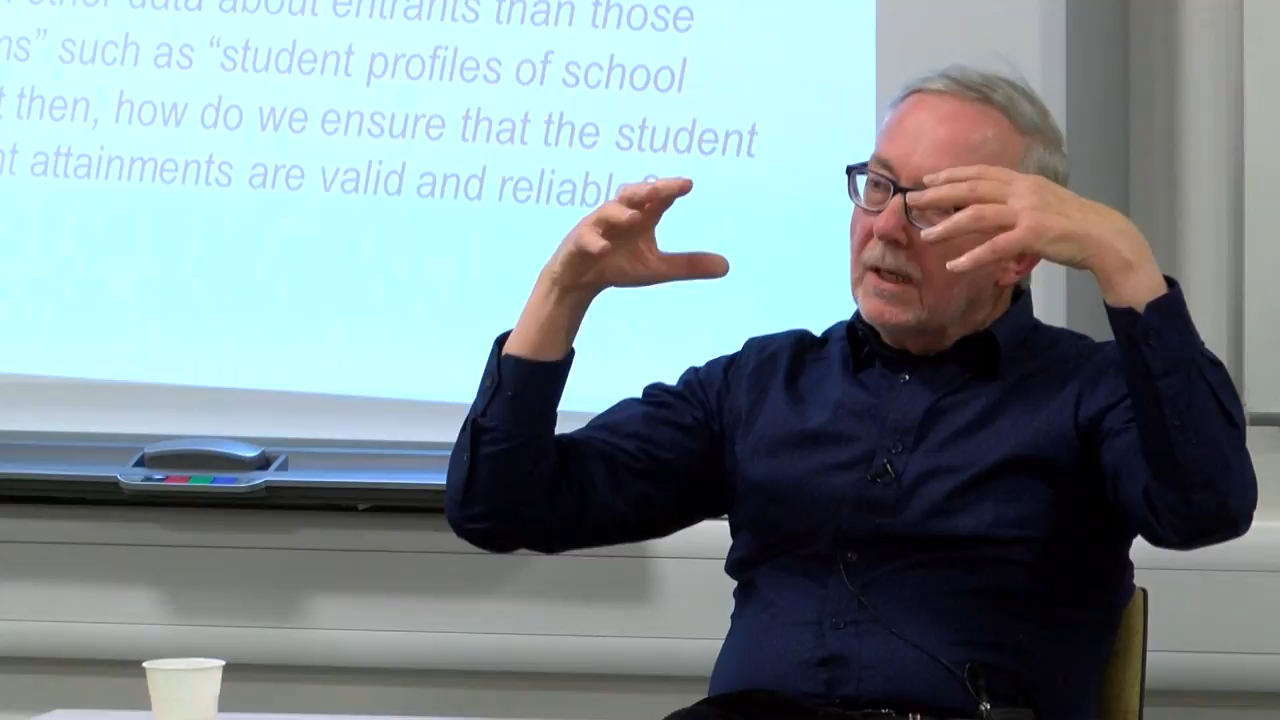 other data about entrants than those
ns” such as “student profiles of school
t then, how do we ensure that the student
nt attainments are valid and reliable?